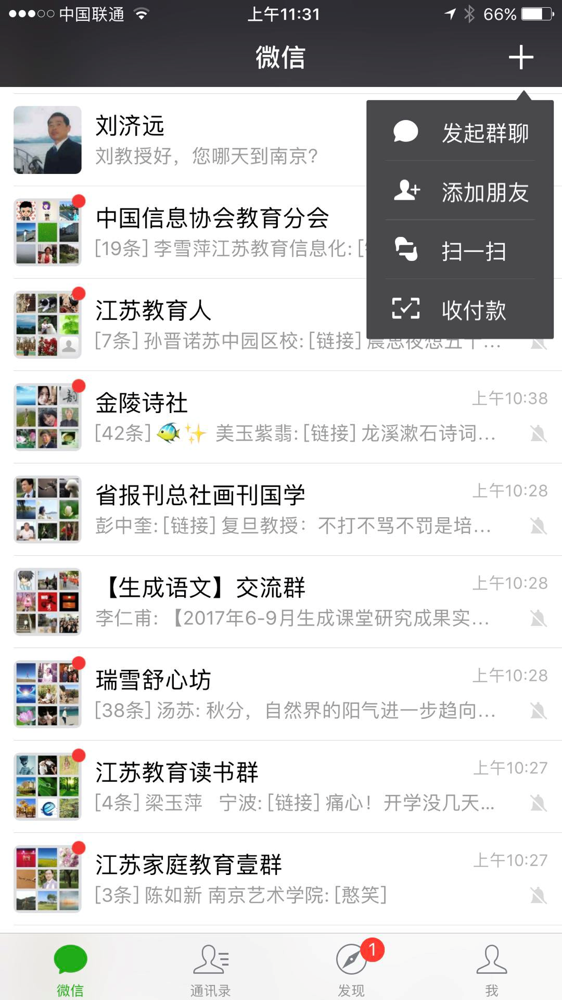 中国联通 上午11:31 66%
微信
刘济远
刘教授好，您哪天到南京?
发起群聊
添加朋友
扫一扫
收付款
中国信息协会教育分会
[19条] 李雪萍江苏教育信息化: [
江苏教育人
[7条] 孙晋诺苏中园区校: [链接] 晨思夜想五十...
金陵诗社 上午10:38
[42条] 🐠✨ 美玉紫翡: [链接] 龙溪漱石诗词...
省报刊总社画刊国学 上午10:28
彭中奎: [链接] 复旦教授：不打不骂不罚是培...
【生成语文】交流群 上午10:28
李仁甫: 【2017年6-9月生成课堂研究成果实...
瑞雪舒心坊 上午10:28
[38条] 汤苏: 秋分，自然界的阳气进一步趋向...
江苏教育读书群 上午10:27
[4条] 梁玉萍 宁波: [链接] 痛心！开学没几天...
江苏家庭教育壹群 上午10:27
[3条] 陈如新 南京艺术学院: [憨笑]
微信 通讯录 发现 1 我